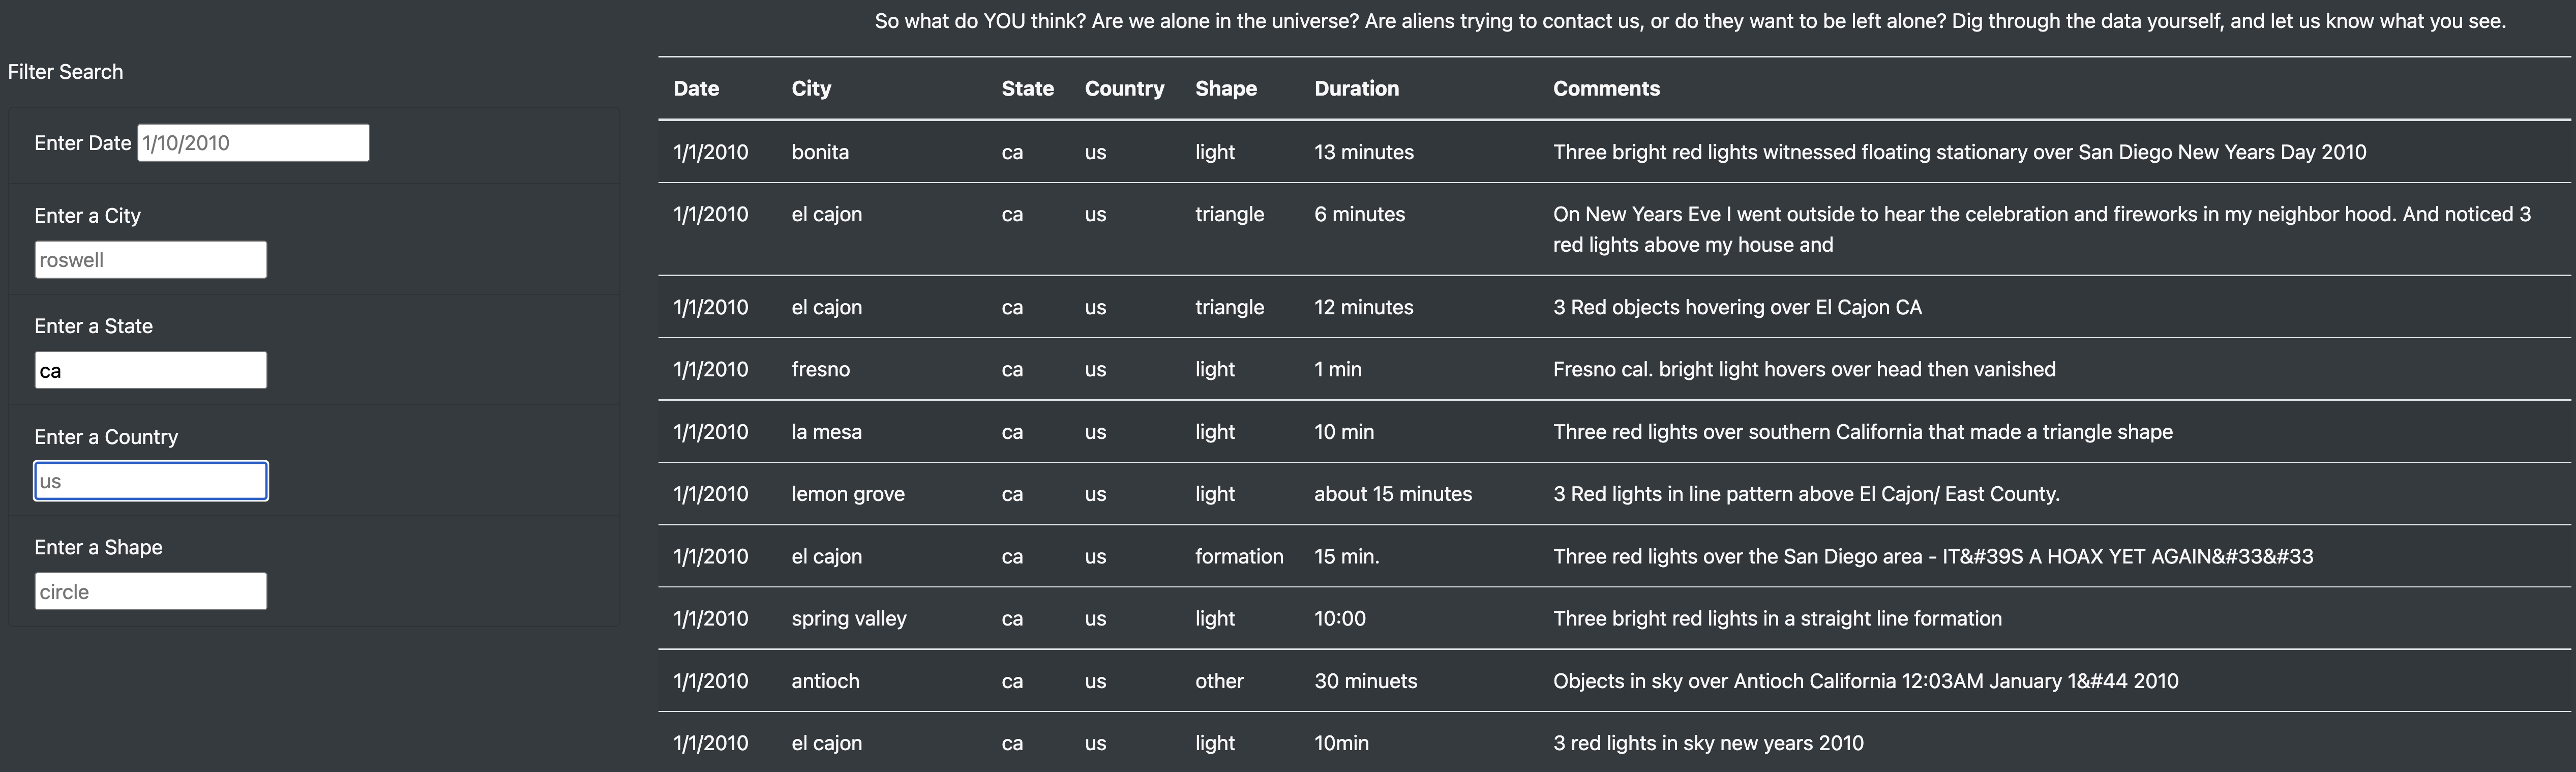 So what do YOU think? Are we alone in the universe? Are aliens trying to contact us, or do they want to be left alone? Dig through the data yourself, and let us know what you see.
Filter Search
Enter Date 1/10/2010
Enter a City
roswell
Enter a State
ca
Enter a Country
us
Enter a Shape
circle
Date City State Country Shape Duration Comments
1/1/2010 bonita ca us light 13 minutes Three bright red lights witnessed floating stationary over San Diego New Years Day 2010
1/1/2010 el cajon ca us triangle 6 minutes On New Years Eve I went outside to hear the celebration and fireworks in my neighbor hood. And noticed 3
red lights above my house and
1/1/2010 el cajon ca us triangle 12 minutes 3 Red objects hovering over El Cajon CA
1/1/2010 fresno ca us light 1 min Fresno cal. bright light hovers over head then vanished
1/1/2010 la mesa ca us light 10 min Three red lights over southern California that made a triangle shape
1/1/2010 lemon grove ca us light about 15 minutes 3 Red lights in line pattern above El Cajon/ East County.
1/1/2010 el cajon ca us formation 15 min. Three red lights over the San Diego area - IT&#39S A HOAX YET AGAIN&#33&#33
1/1/2010 spring valley ca us light 10:00 Three bright red lights in a straight line formation
1/1/2010 antioch ca us other 30 minuets Objects in sky over Antioch California 12:03AM January 1&#44 2010
1/1/2010 el cajon ca us light 10min 3 red lights in sky new years 2010